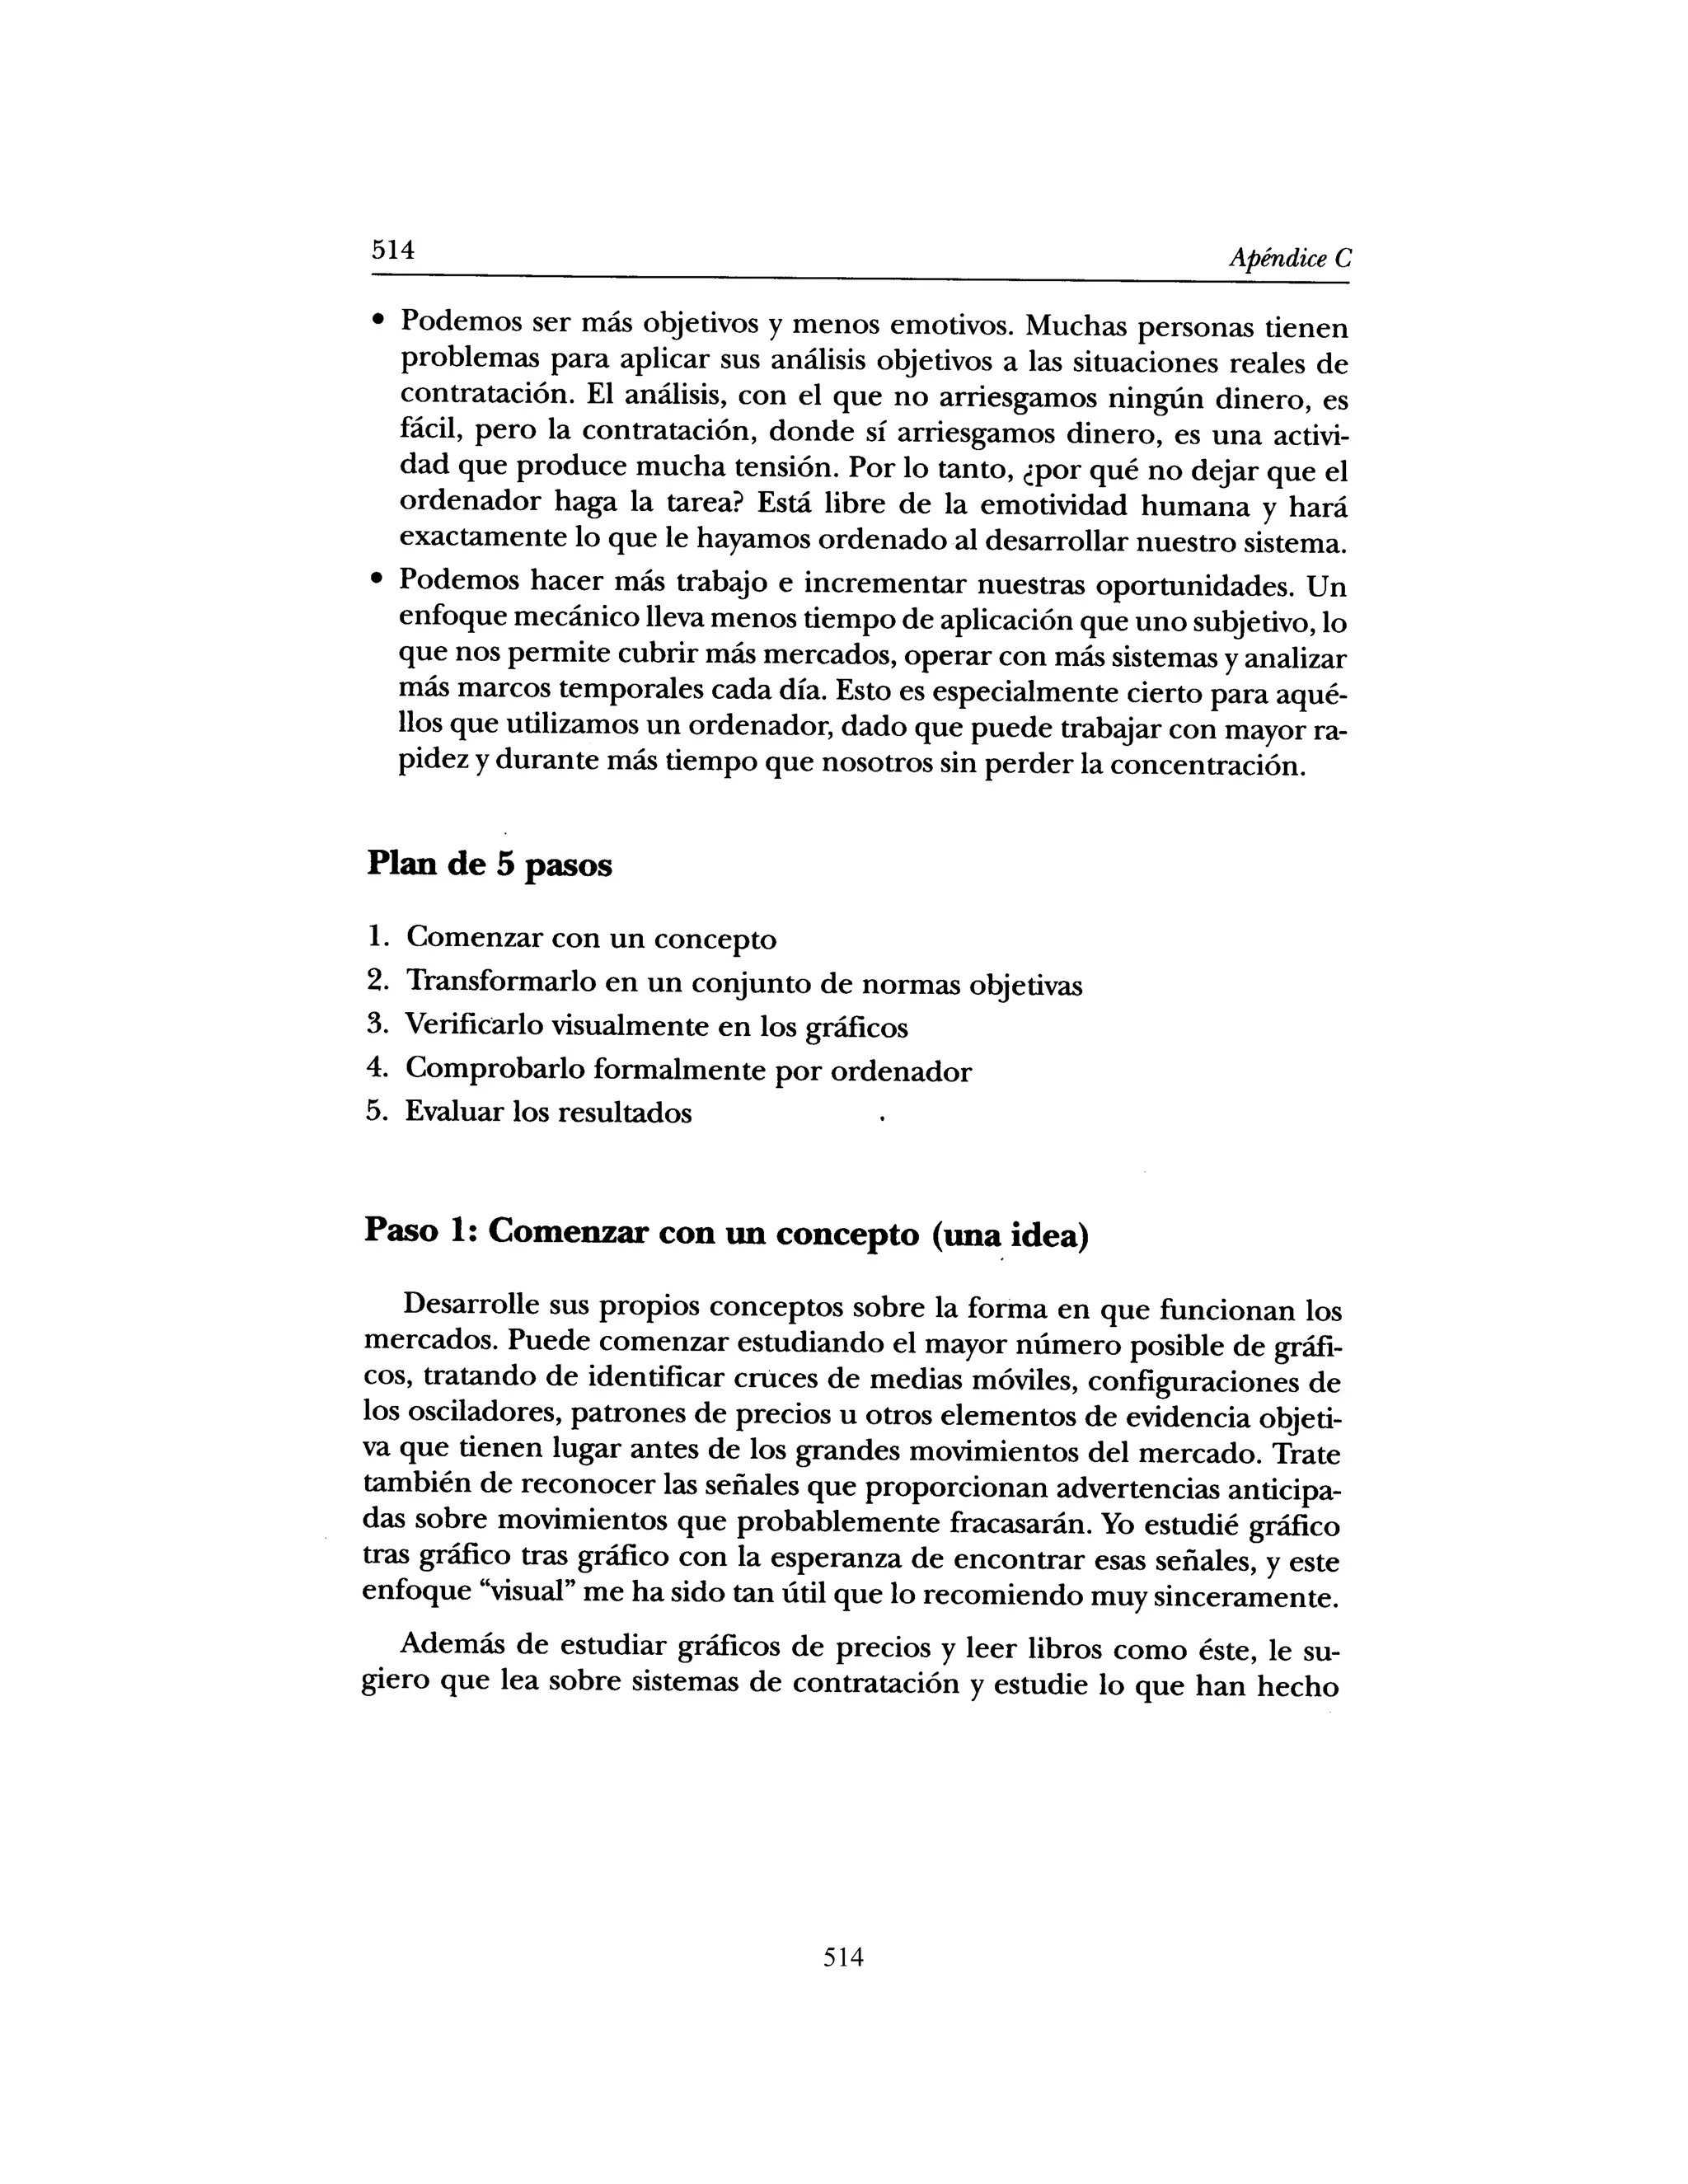 514
Apéndice C
• Podemos ser más objetivos y menos emotivos. Muchas personas tienen
problemas para aplicar sus análisis objetivos a las situaciones reales de
contratación. El análisis, con el que no arriesgamos ningún dinero, es
fácil, pero la contratación, donde sí arriesgamos dinero, es una activi-
dad que produce mucha tensión. Por lo tanto, ¿por qué no dejar que el
ordenador haga la tarea? Está libre de la emotividad humana y hará
exactamente lo que le hayamos ordenado al desarrollar nuestro sistema.
• Podemos hacer más trabajo e incrementar nuestras oportunidades. Un
enfoque mecánico lleva menos tiempo de aplicación que uno subjetivo, lo
que nos permite cubrir más mercados, operar con más sistemas y analizar
más marcos temporales cada día. Esto es especialmente cierto para aqué-
llos que utilizamos un ordenador, dado que puede trabajar con mayor ra-
pidez y durante más tiempo que nosotros sin perder la concentración.
Plan de 5 pasos
1. Comenzar con un concepto
2. Transformarlo en un conjunto de normas objetivas
3. Verificarlo visualmente en los gráficos
4. Comprobarlo formalmente por ordenador
5. Evaluar los resultados
Paso 1: Comenzar con un concepto (una idea)
Desarrolle sus propios conceptos sobre la forma en que funcionan los
mercados. Puede comenzar estudiando el mayor número posible de gráfi-
cos, tratando de identificar cruces de medias móviles, configuraciones de
los osciladores, patrones de precios u otros elementos de evidencia objeti-
va que tienen lugar antes de los grandes movimientos del mercado. Trate
también de reconocer las señales que proporcionan advertencias anticipa-
das sobre movimientos que probablemente fracasarán. Yo estudié gráfico
tras gráfico tras gráfico con la esperanza de encontrar esas señales, y este
enfoque “visual” me ha sido tan útil que lo recomiendo muy sinceramente.
Además de estudiar gráficos de precios y leer libros como éste, le su-
giero que lea sobre sistemas de contratación y estudie lo que han hecho
514